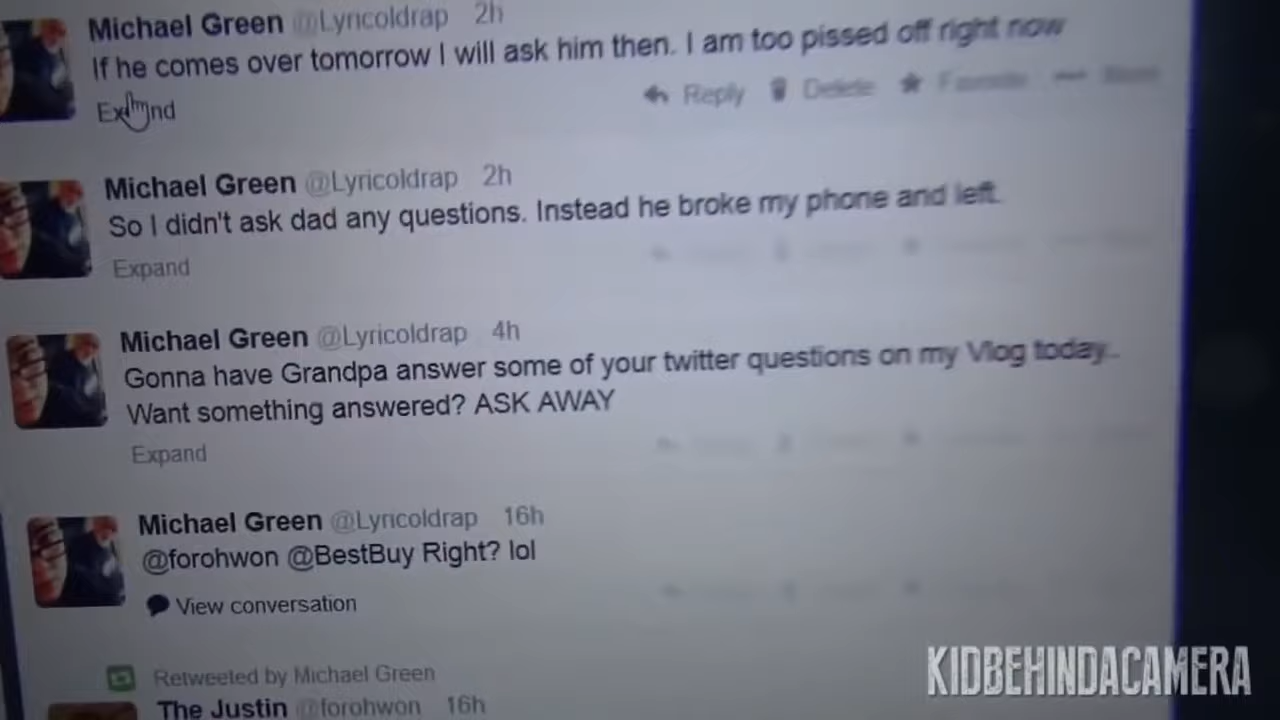 Michael Green @Lyricoldrap 2h
If he comes over tomorrow I will ask him then. I am too pissed off right now
Reply Delete Favorite
Michael Green @Lyricoldrap 2h
So I didn't ask dad any questions. Instead he broke my phone and left.
Expand
Michael Green @Lyricoldrap 4h
Gonna have Grandpa answer some of your twitter questions on my Vlog today..
Want something answered? ASK AWAY
Expand
Michael Green @Lyricoldrap 16h
@forohwon @BestBuy Right? lol
View conversation
Retweeted by Michael Green
The Justin @forohwon 16h
KIDBEHINDACAMERA